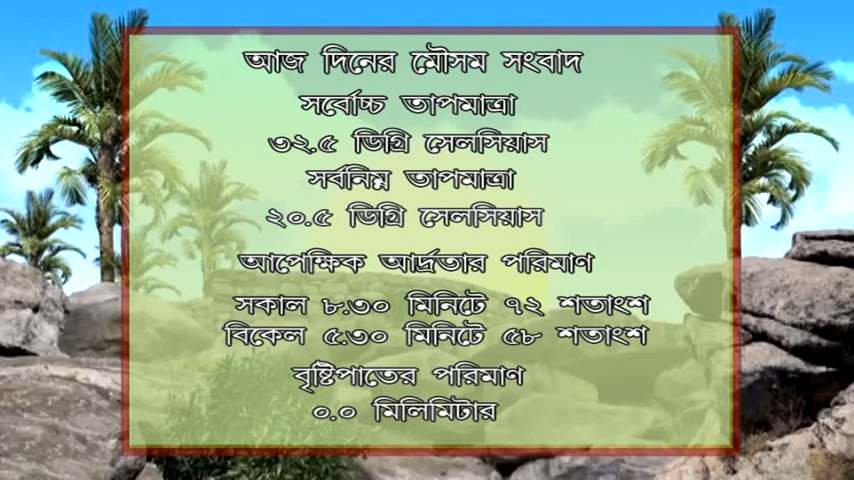 আজ দিনের মৌসম সংবাদ
সর্বোচ্চ তাপমাত্রা
৩২.৫ ডিগ্রি সেলসিয়াস
সর্বনিম্ন তাপমাত্রা
২০.৫ ডিগ্রি সেলসিয়াস
আপেক্ষিক আর্দ্রতার পরিমাণ
সকাল ৮.৩০ মিনিটে ৭২ শতাংশ
বিকেল ৫.৩০ মিনিটে ৫৮ শতাংশ
বৃষ্টিপাতের পরিমাণ
০.০ মিলিমিটার